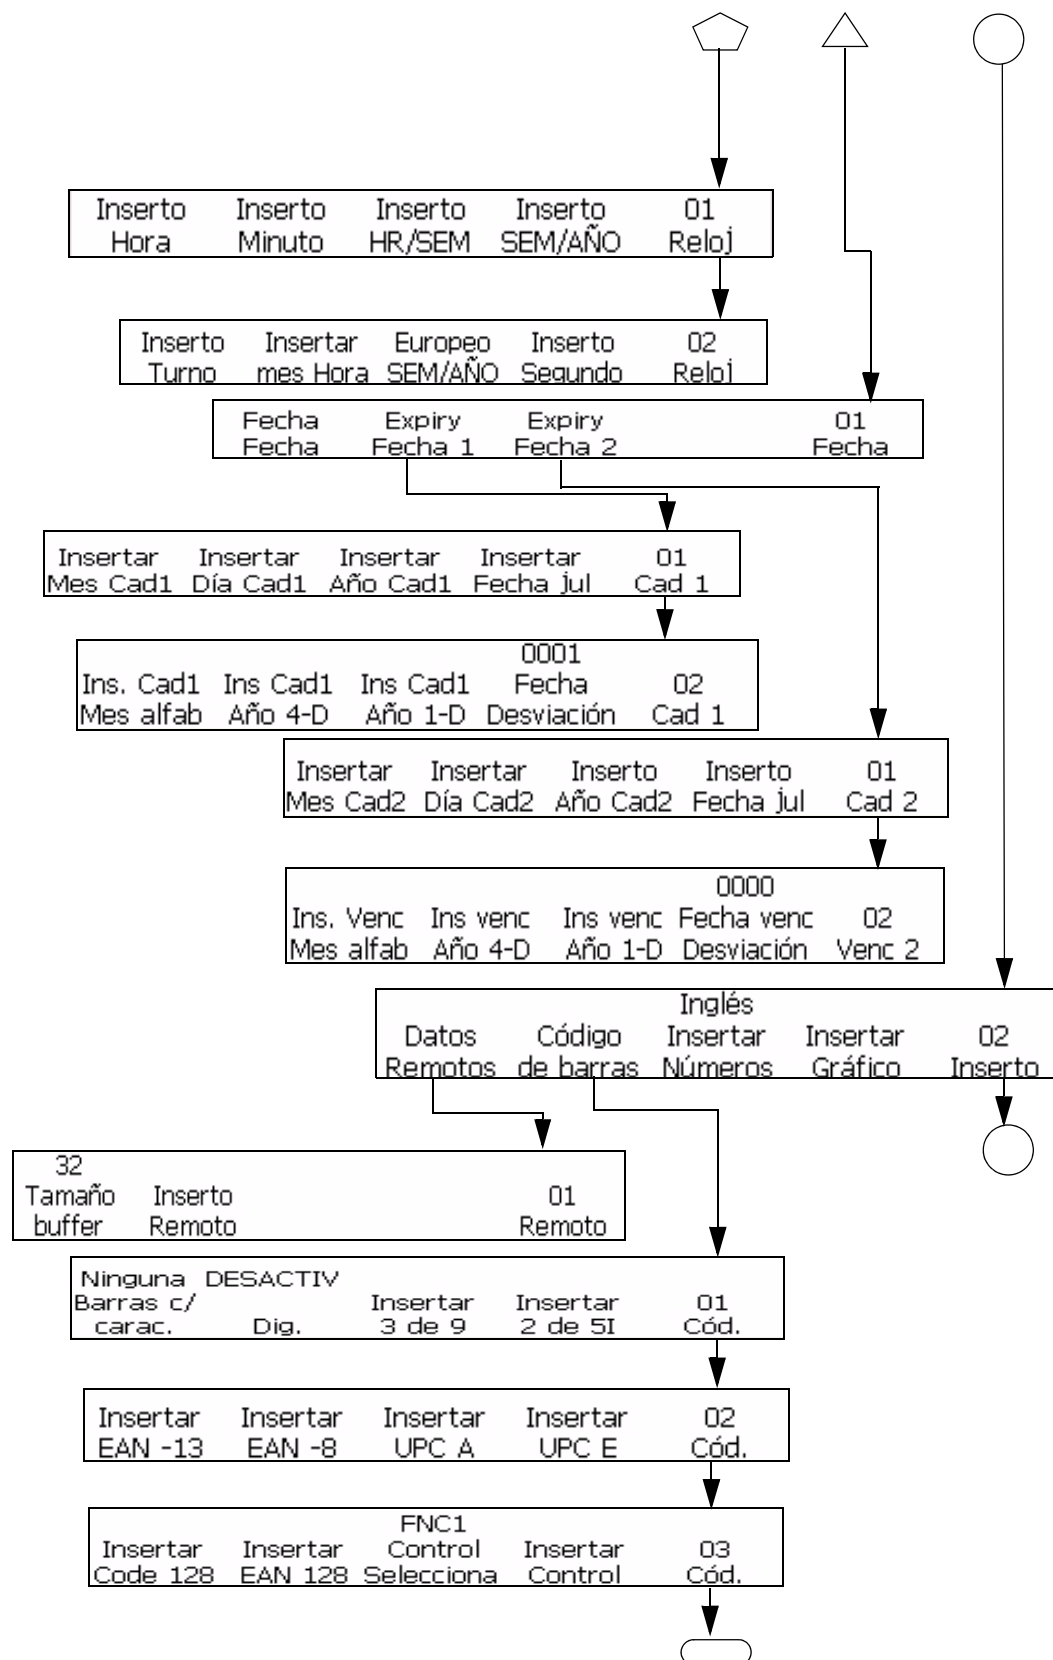 Inserto Inserto Inserto Inserto 01
Hora Minuto HR/SEM SEM/AÑO Reloj
Inserto Insertar Europeo Inserto 02
Turno mes Hora SEM/AÑO Segundo Reloj
Fecha Expiry Expiry 01
Fecha Fecha 1 Fecha 2 Fecha
Insertar Insertar Insertar Insertar 01
Mes Cad1 Día Cad1 Año Cad1 Fecha jul Cad 1
0001
Ins. Cad1 Ins Cad1 Ins Cad1 Fecha 02
Mes alfab Año 4-D Año 1-D Desviación Cad 1
Insertar Insertar Inserto Inserto 01
Mes Cad2 Día Cad2 Año Cad2 Fecha jul Cad 2
0000
Ins. Venc Ins venc Ins venc Fecha venc 02
Mes alfab Año 4-D Año 1-D Desviación Venc 2
Inglés
Datos Código Insertar Insertar 02
Remotos de barras Números Gráfico Inserto
32
Tamaño Inserto 01
buffer Remoto Remoto
Ninguna DESACTIV
Barras c/ Insertar Insertar 01
carac. Dig. 3 de 9 2 de 5I Cód.
Insertar Insertar Insertar Insertar 02
EAN -13 EAN -8 UPC A UPC E Cód.
FNC1
Insertar Insertar Control Insertar 03
Code 128 EAN 128 Selecciona Control Cód.